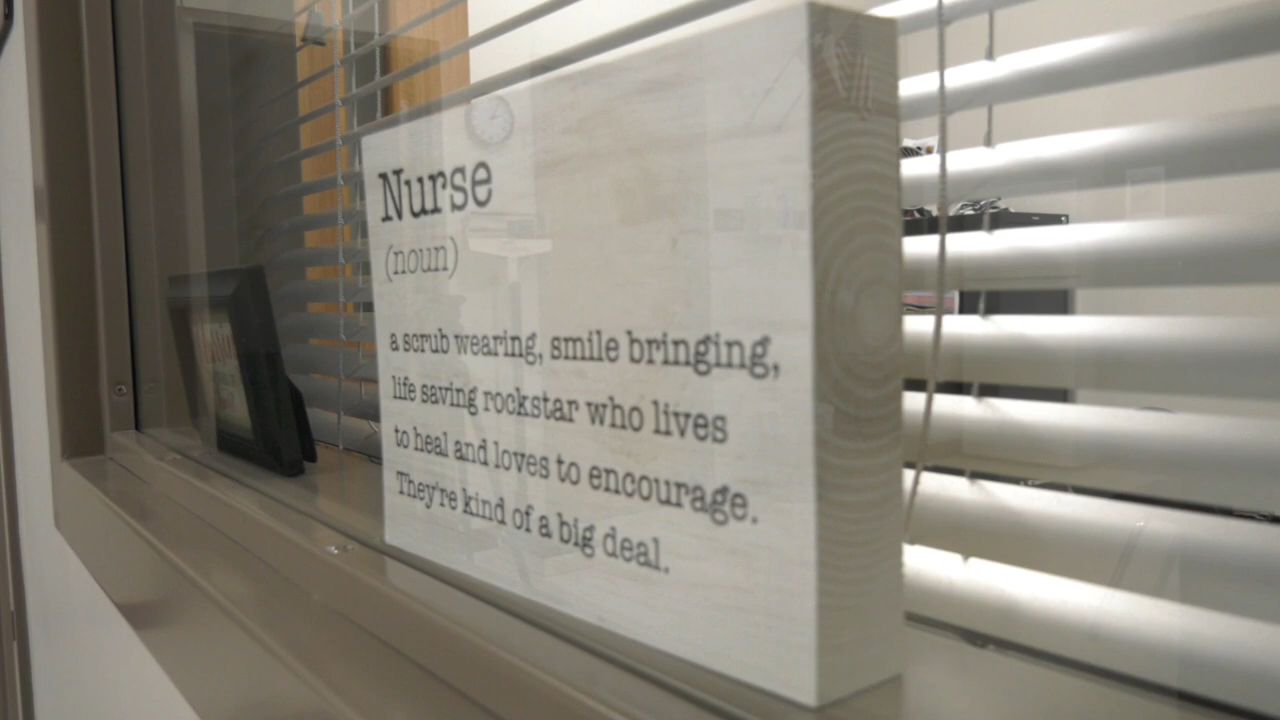 Nurse
(noun)
a scrub wearing, smile bringing,
life saving rockstar who lives
to heal and loves to encourage.
They're kind of a big deal.